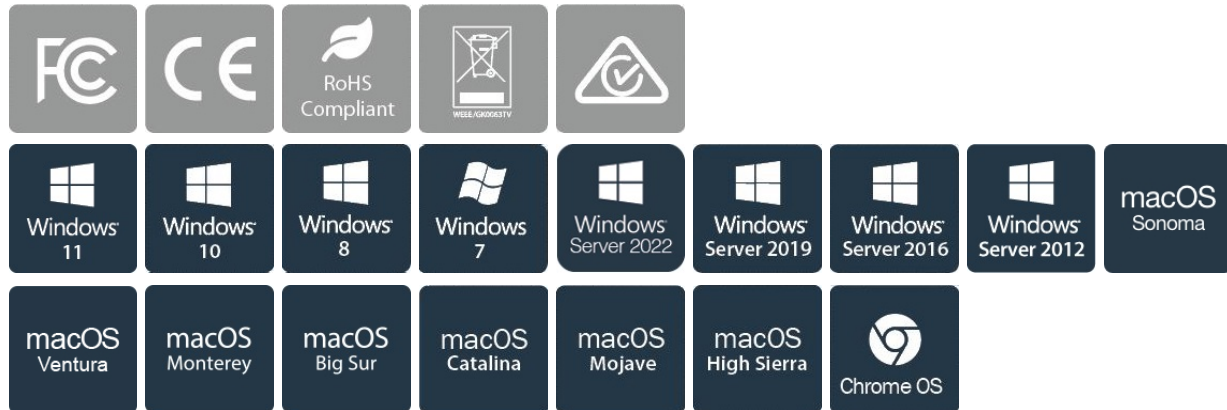 FC
CE
RoHS
Compliant
WEEE/GK0063TV
Windows
11
Windows
10
Windows
8
Windows
7
Windows
Server 2022
Windows
Server 2019
Windows
Server 2016
Windows
Server 2012
macOS
Sonoma
macOS
Ventura
macOS
Monterey
macOS
Big Sur
macOS
Catalina
macOS
Mojave
macOS
High Sierra
Chrome OS